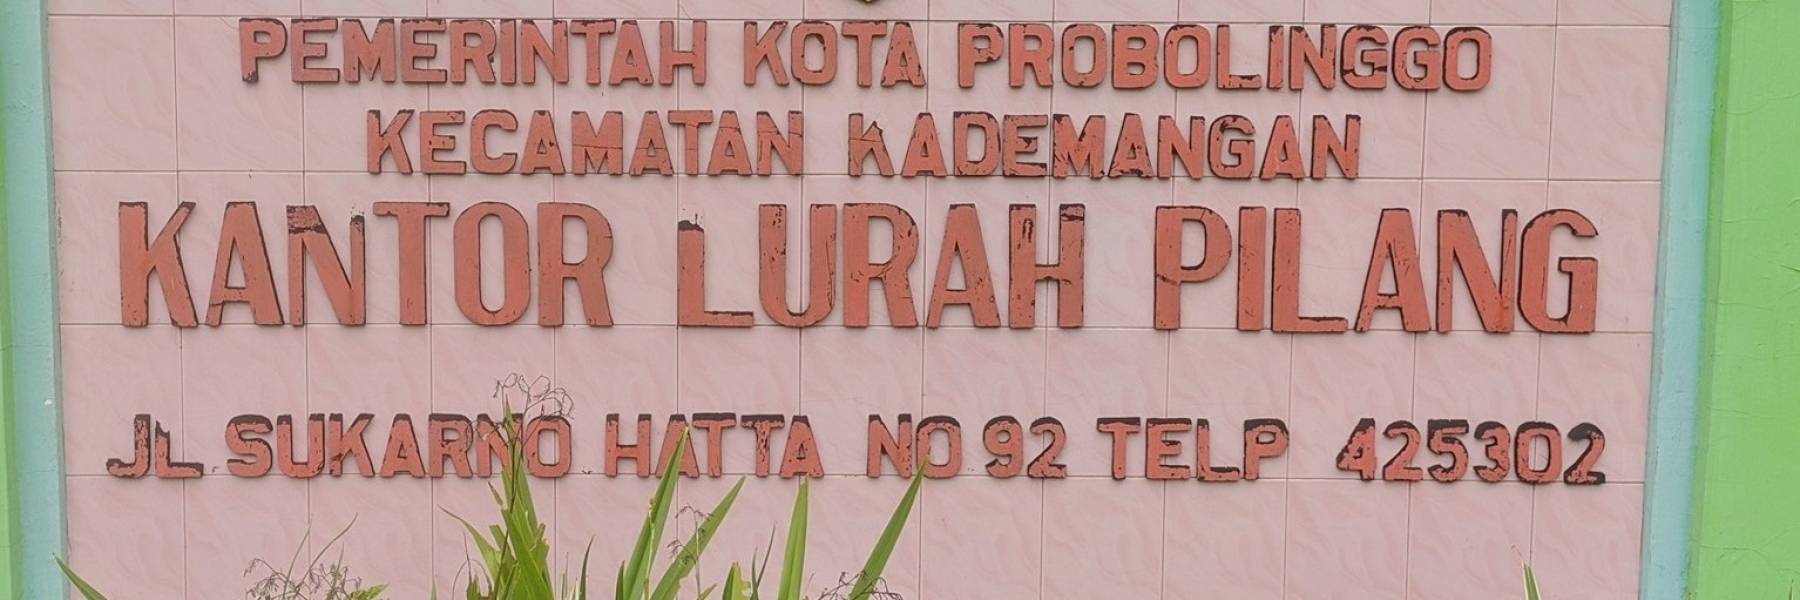 PEMERINTAH KOTA PROBOLINGGO
KECAMATAN KADEMANGAN
KANTOR LURAH PILANG
JL. SUKARNO HATTA NO 92 TELP 425302